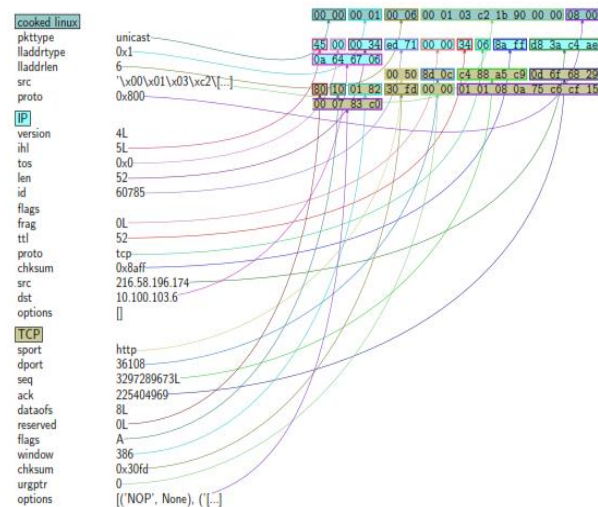 cooked linux
pkttype unicast
lladdrtype 0x1
lladdrlen 6
src '\x00\x01\x03\xc2\[...]
proto 0x800
IP
version 4L
ihl 5L
tos 0x0
len 52
id 60785
flags
frag 0L
ttl 52
proto tcp
chksum 0x8aff
src 216.58.196.174
dst 10.100.103.6
options []
TCP
sport http
dport 36108
seq 3297289673L
ack 225404969
dataofs 8L
reserved 0L
flags A
window 386
chksum 0x30fd
urgptr 0
options [('NOP', None), ('[...]
00 00 00 01 00 06 00 01 03 c2 1b 90 00 00 08 00
45 00 00 34 ed 71 00 00 34 06 8a ff d8 3a c4 ae
0a 64 67 06
00 50 8d 0c c4 88 a5 c9 0d 6f 68 29
80 10 01 82 30 fd 00 00 01 01 08 0a 75 c6 cf 15
00 07 83 c0